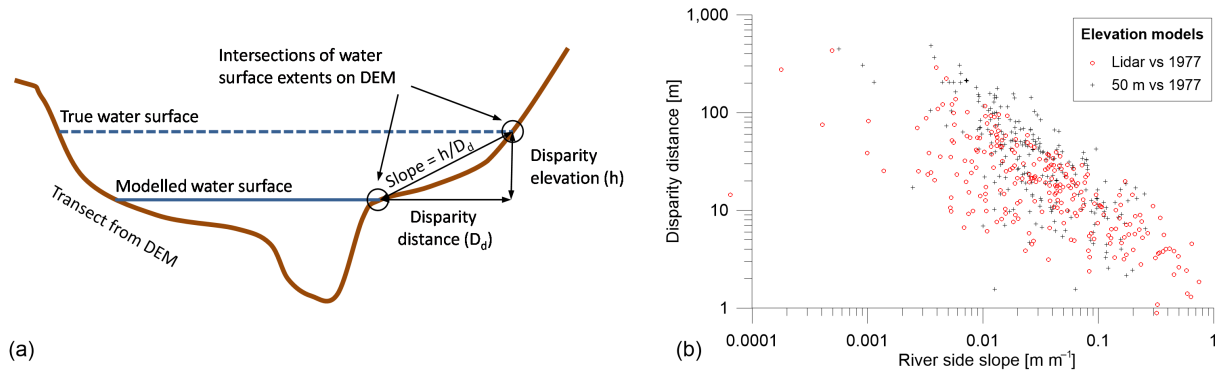 Intersections of water
surface extents on DEM
True water surface
Slope = h/Dd
Disparity
elevation (h)
Modelled water surface
Disparity
distance (Dd)
Transect from DEM
(a)
1,000
100
10
1
Disparity distance [m]
Elevation models
Lidar vs 1977
50 m vs 1977
0.0001
0.001
0.01
0.1
1
River side slope [m m⁻¹]
(b)